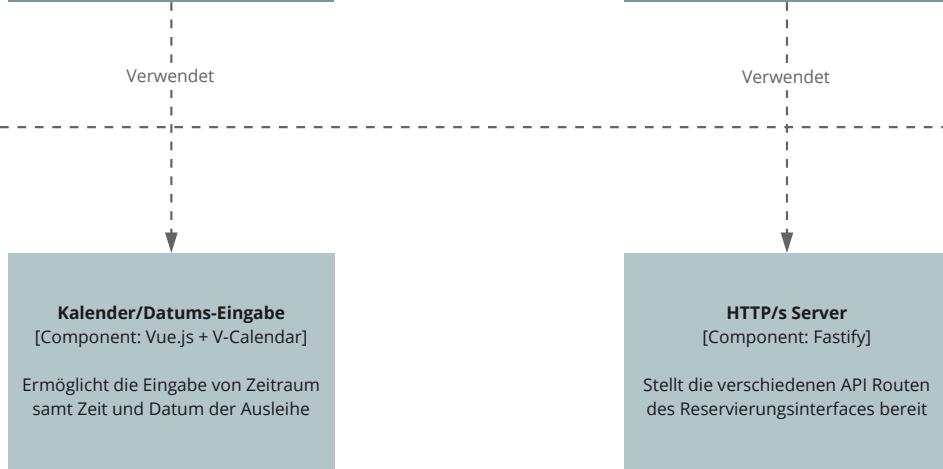 Verwendet
Verwendet
Kalender/Datums-Eingabe
[Component: Vue.js + V-Calendar]
Ermöglicht die Eingabe von Zeitraum
samt Zeit und Datum der Ausleihe
HTTP/s Server
[Component: Fastify]
Stellt die verschiedenen API Routen
des Reservierungsinterfaces bereit